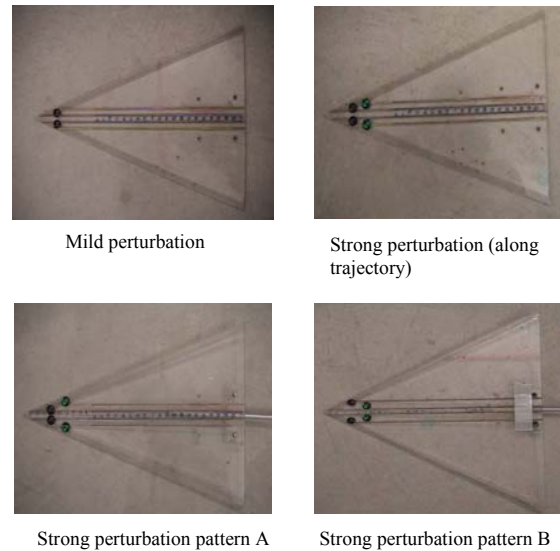 Mild perturbation
Strong perturbation (along
trajectory)
Strong perturbation pattern A
Strong perturbation pattern B